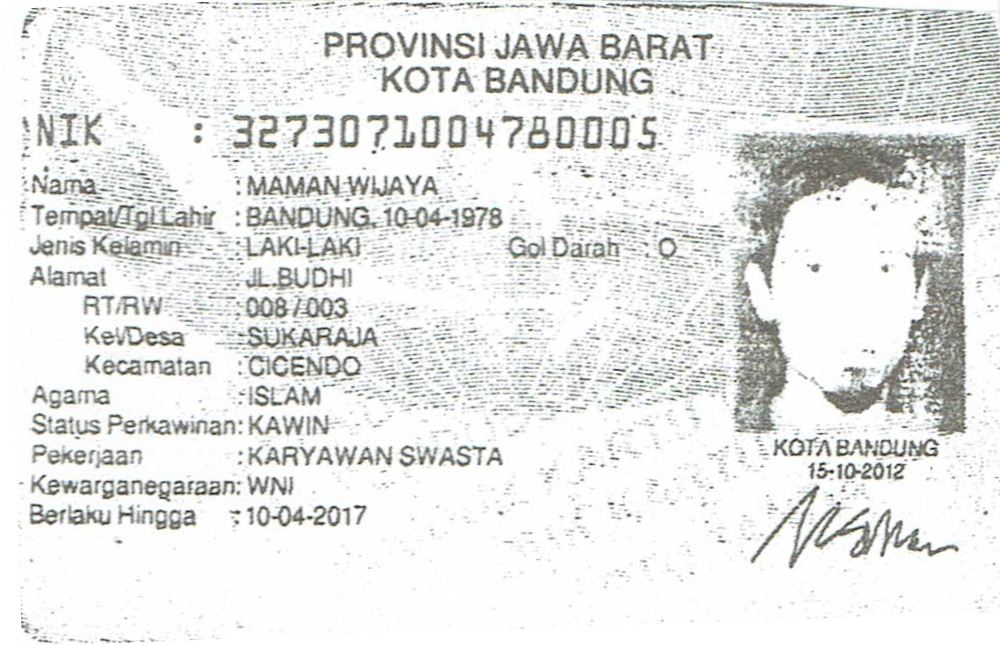 PROVINSI JAWA BARAT
KOTA BANDUNG
NIK : 3273071004780005
Nama : MAMAN WIJAYA
Tempat/Tgl Lahir : BANDUNG, 10-04-1978
Jenis Kelamin : LAKI-LAKI Gol Darah : O
Alamat : JL.BUDHI
RT/RW : 008 / 003
Kel/Desa : SUKARAJA
Kecamatan : CICENDO
Agama : ISLAM
Status Perkawinan: KAWIN
Pekerjaan : KARYAWAN SWASTA
Kewarganegaraan: WNI
Berlaku Hingga : 10-04-2017
KOTA BANDUNG
15-10-2012